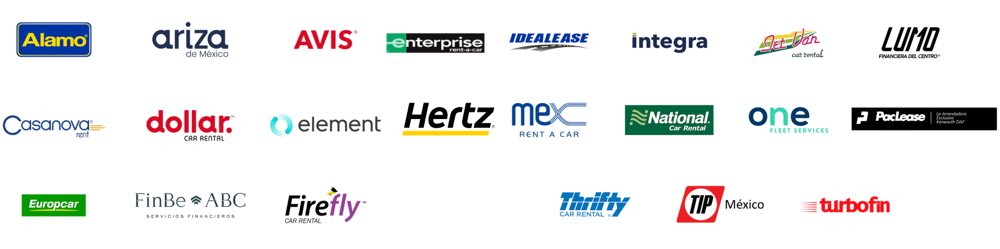 Alamo®
ariza
de México
AVIS®
enterprise
rent-a-car
IDEALEASE
integra
Jet Van
car rental
LUMO
FINANCIERA DEL CENTRO®
Casanova®
rent
dollar.™
CAR RENTAL
element
Hertz®
mex
RENT A CAR
National®
Car Rental
one
FLEET SERVICES
PACLEASE
La Arrendadora
Exclusiva
Kenworth DAF
Europcar
FinBe ABC
SERVICIOS FINANCIEROS
Firefly™
CAR RENTAL
Thrifty
CAR RENTAL ®
TIP México
turbofin